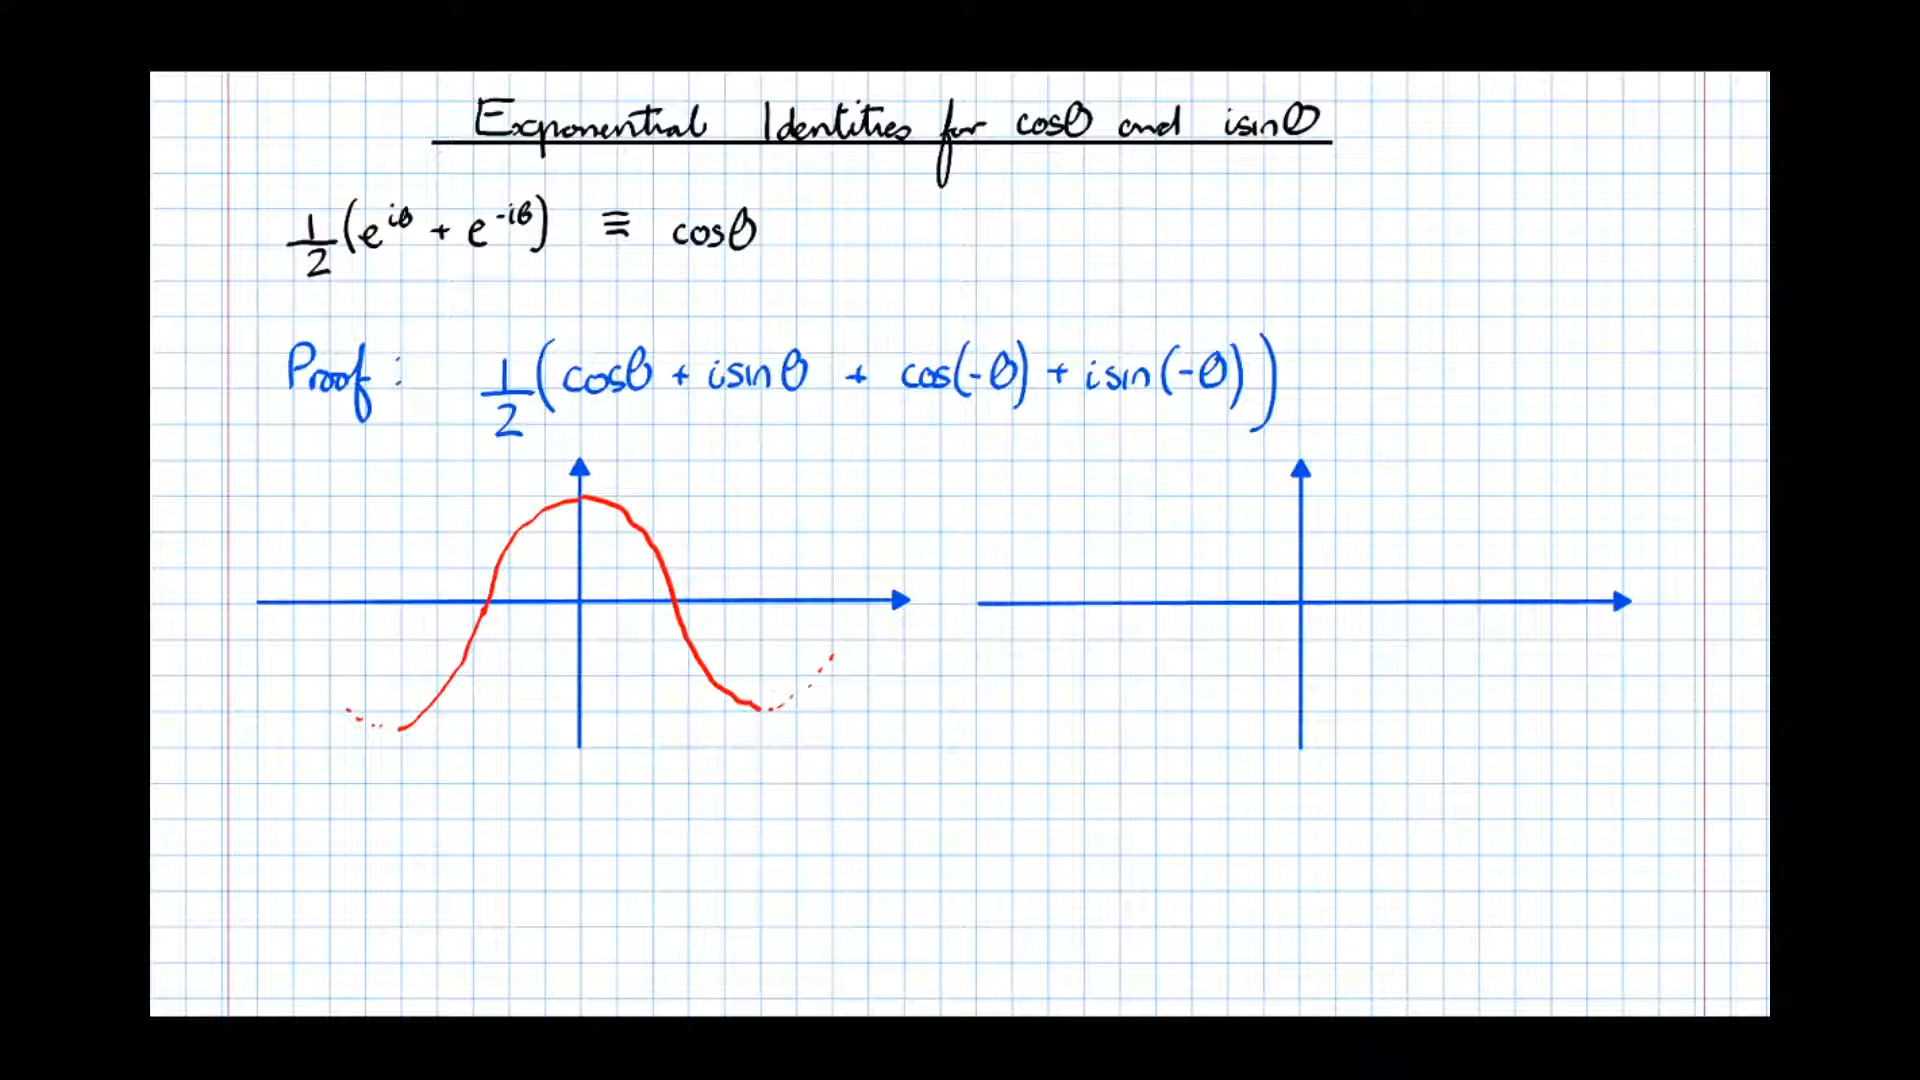 Exponential Identities for cosθ and isinθ
1/2(e^{iθ} + e^{-iθ}) ≡ cosθ
Proof: 1/2(cosθ + isinθ + cos(-θ) + isin(-θ))